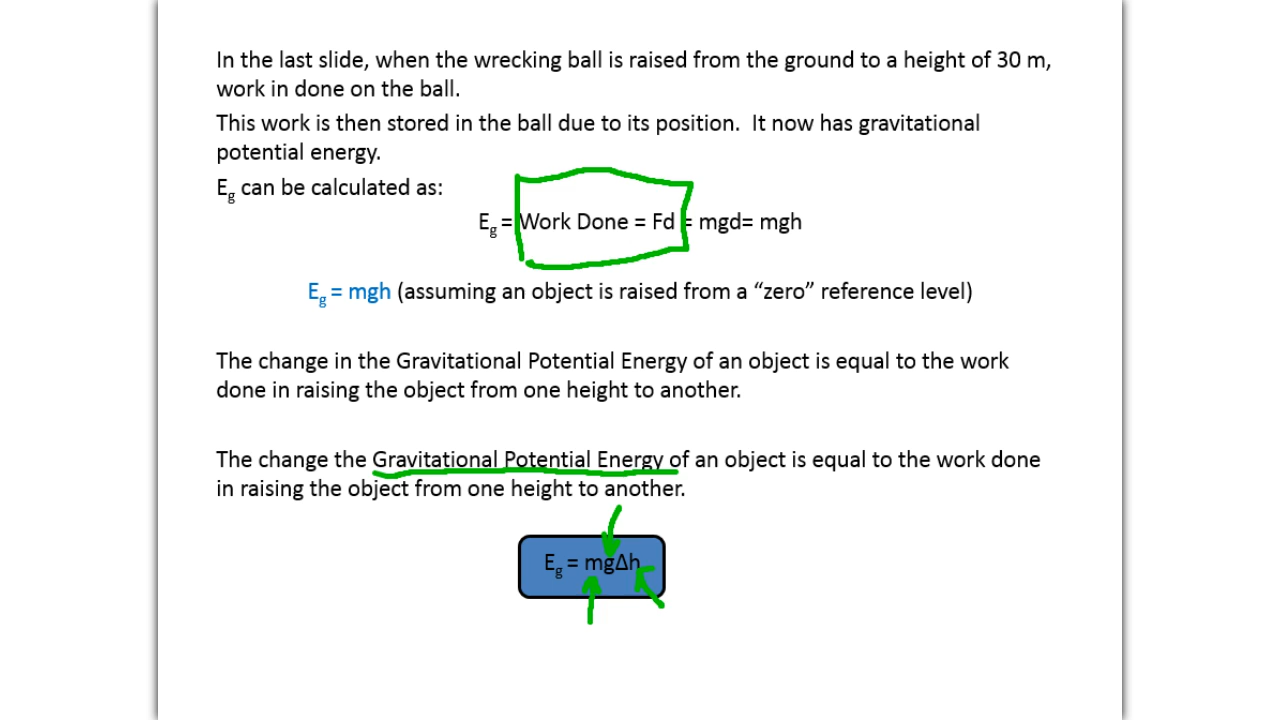 In the last slide, when the wrecking ball is raised from the ground to a height of 30 m,
work in done on the ball.
This work is then stored in the ball due to its position.  It now has gravitational
potential energy.
Eg can be calculated as:
Eg = Work Done = Fd = mgd= mgh
Eg = mgh (assuming an object is raised from a “zero” reference level)
The change in the Gravitational Potential Energy of an object is equal to the work
done in raising the object from one height to another.
The change the Gravitational Potential Energy of an object is equal to the work done
in raising the object from one height to another.
Eg = mgΔh